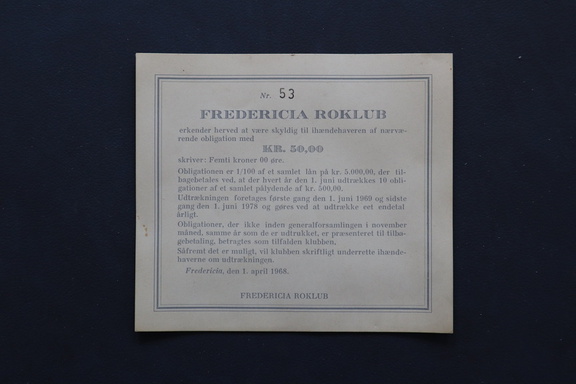 Nr. 53
FREDERICIA ROKLUB
erkender herved at være skyldig til ihændehaveren af nærvæ-
rende obligation med
KR. 50,00
skriver: Femti kroner 00 øre.
Obligationen er 1/100 af et samlet lån på kr. 5.000,00, der til-
bagebetales ved, at der hvert år den 1. juni udtrækkes 10 obli-
gationer af et samlet pålydende af kr. 500,00.
Udtrækningen foretages første gang den 1. juni 1969 og sidste
gang den 1. juni 1978 og gøres ved at udtrække eet endetal
årligt.
Obligationer, der ikke inden generalforsamlingen i november
måned, samme år som de er udtrukket, er præsenteret til tilba-
gebetaling, betragtes som tilfalden klubben.
Såfremt det er muligt, vil klubben skriftligt underrette ihænde-
haverne om udtrækningen.
Fredericia, den 1. april 1968.
FREDERICIA ROKLUB